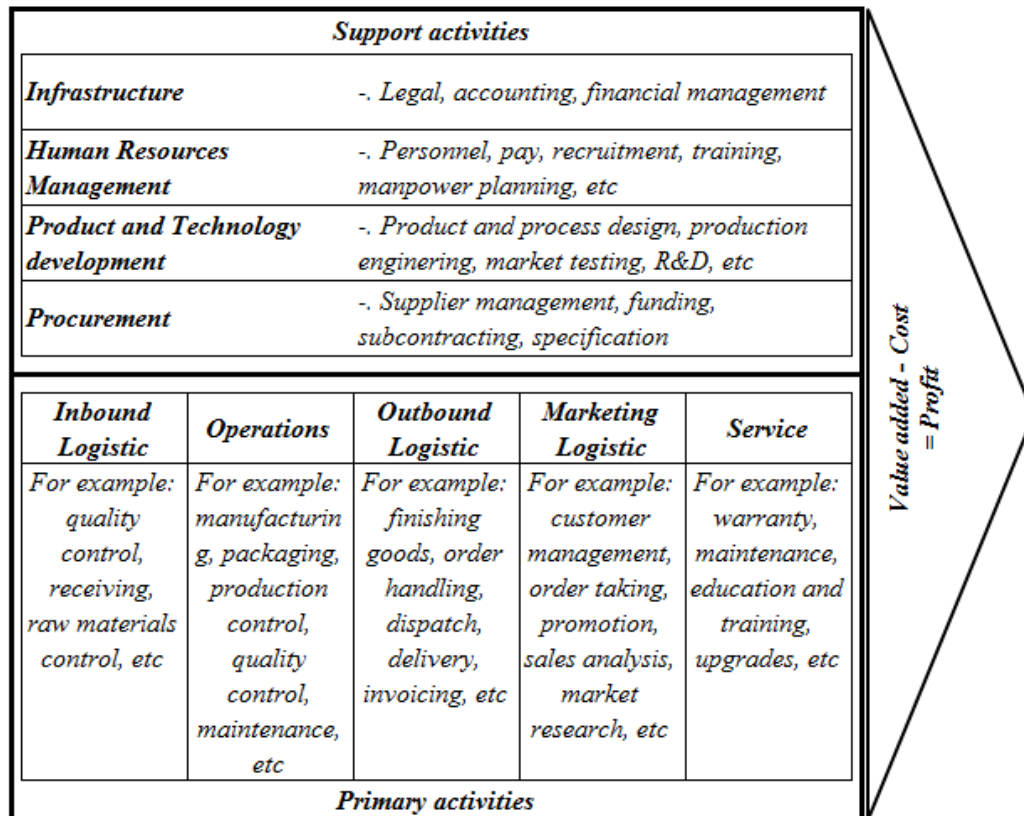 Support activities
Infrastructure
-. Legal, accounting, financial management
Human Resources
Management
-. Personnel, pay, recruitment, training,
manpower planning, etc
Product and Technology
development
-. Product and process design, production
enginering, market testing, R&D, etc
Procurement
-. Supplier management, funding,
subcontracting, specification
Inbound
Logistic
Operations
Outbound
Logistic
Marketing
Logistic
Service
For example:
quality
control,
receiving,
raw materials
control, etc
For example:
manufacturin
g, packaging,
production
control,
quality
control,
maintenance,
etc
For example:
finishing
goods, order
handling,
dispatch,
delivery,
invoicing, etc
For example:
customer
management,
order taking,
promotion,
sales analysis,
market
research, etc
For example:
warranty,
maintenance,
education and
training,
upgrades, etc
Primary activities
Value added - Cost
= Profit